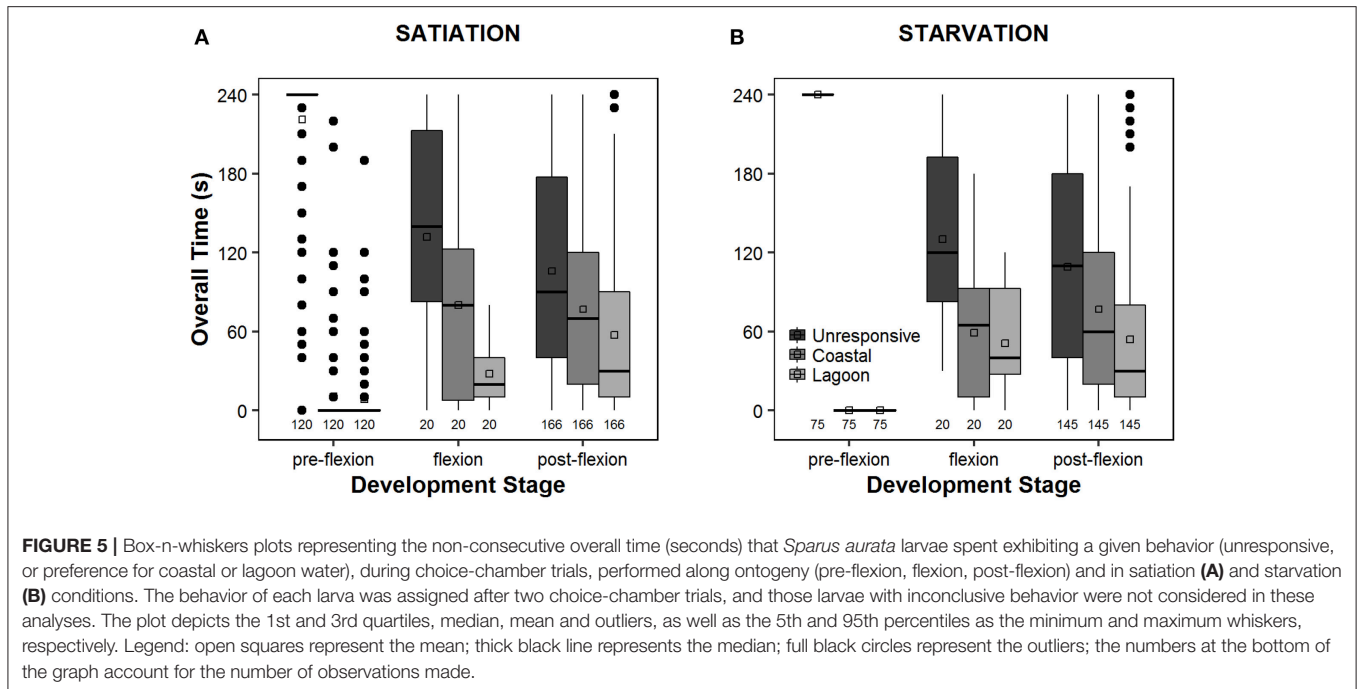 A SATIATION
B STARVATION
Overall Time (s)
240
180
120
60
0
120 120 120 20 20 20 166 166 166
pre-flexion flexion post-flexion
Development Stage
240
180
120
60
0
Unresponsive
Coastal
Lagoon
75 75 75 20 20 20 145 145 145
pre-flexion flexion post-flexion
Development Stage
FIGURE 5 | Box-n-whiskers plots representing the non-consecutive overall time (seconds) that Sparus aurata larvae spent exhibiting a given behavior (unresponsive,
or preference for coastal or lagoon water), during choice-chamber trials, performed along ontogeny (pre-flexion, flexion, post-flexion) and in satiation (A) and starvation
(B) conditions. The behavior of each larva was assigned after two choice-chamber trials, and those larvae with inconclusive behavior were not considered in these
analyses. The plot depicts the 1st and 3rd quartiles, median, mean and outliers, as well as the 5th and 95th percentiles as the minimum and maximum whiskers,
respectively. Legend: open squares represent the mean; thick black line represents the median; full black circles represent the outliers; the numbers at the bottom of
the graph account for the number of observations made.